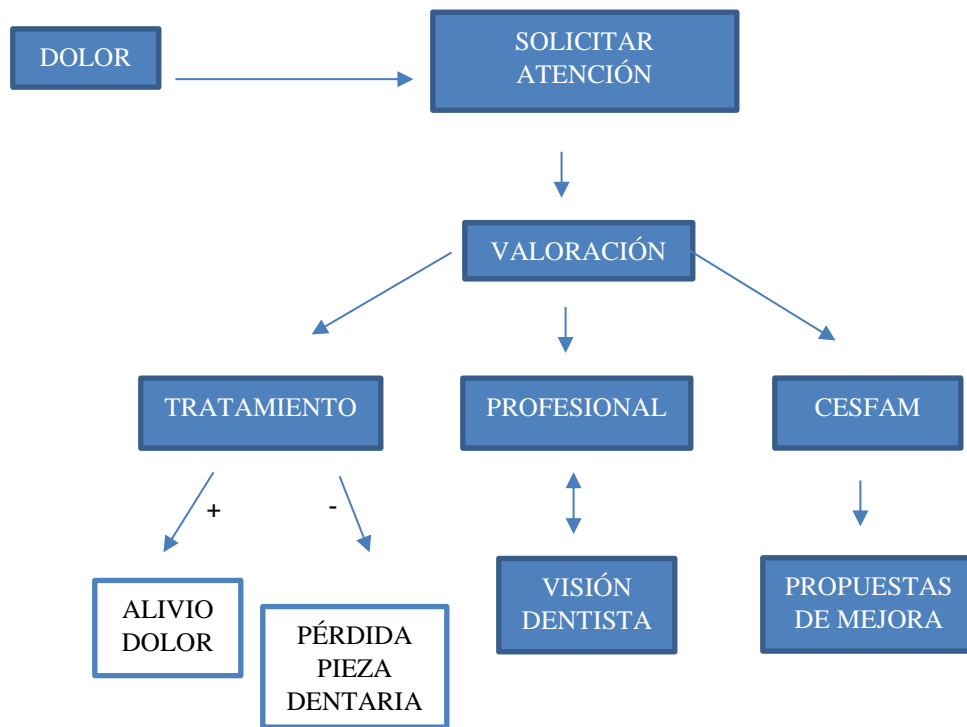 DOLOR
SOLICITAR
ATENCIÓN
VALORACIÓN
TRATAMIENTO
PROFESIONAL
CESFAM
+
-
ALIVIO
DOLOR
PÉRDIDA
PIEZA
DENTARIA
VISIÓN
DENTISTA
PROPUESTAS
DE MEJORA